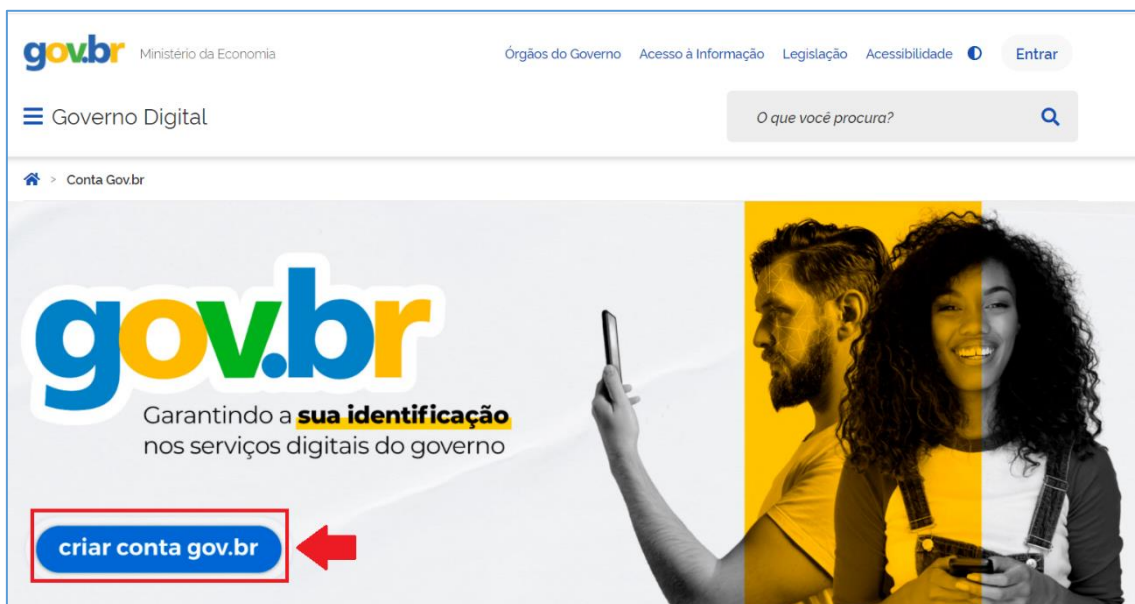 gov.br Ministério da Economia Órgãos do Governo Acesso à Informação Legislação Acessibilidade Entrar
Governo Digital O que você procura?
> Conta Gov.br
gov.br
Garantindo a sua identificação
nos serviços digitais do governo
criar conta gov.br